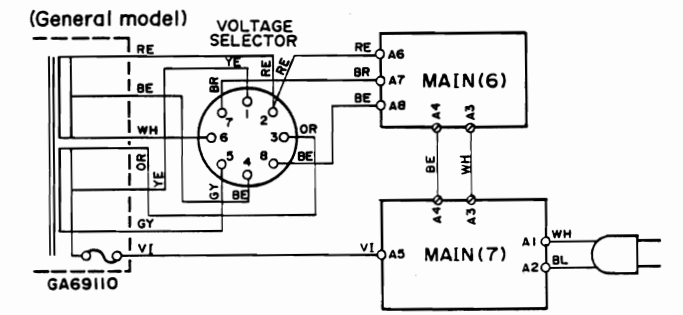 (General model)
VOLTAGE
SELECTOR
RE
YE
RE
RE
RE
A6
BE
BR
BR
A7
MAIN(6)
BE
A8
7
1
2
A4
A3
WH
6
3
OR
OR
YE
5
4
8
BE
BE
WH
GY
BE
A4
A3
GY
VI
VI
A5
MAIN(7)
A1
WH
A2
BL
GA69110